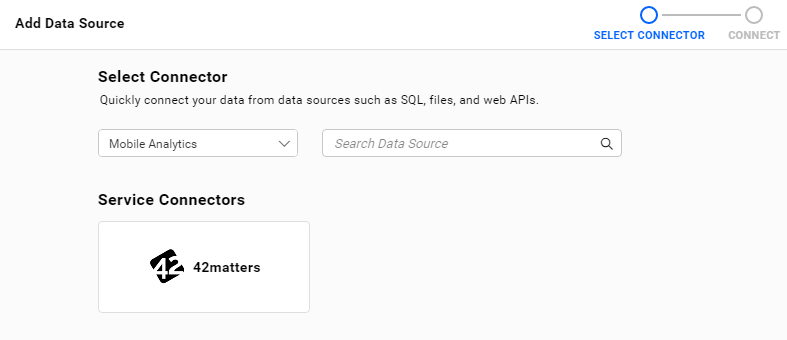 Add Data Source
SELECT CONNECTOR CONNECT
Select Connector
Quickly connect your data from data sources such as SQL, files, and web APIs.
Mobile Analytics Search Data Source
Service Connectors
42 42matters